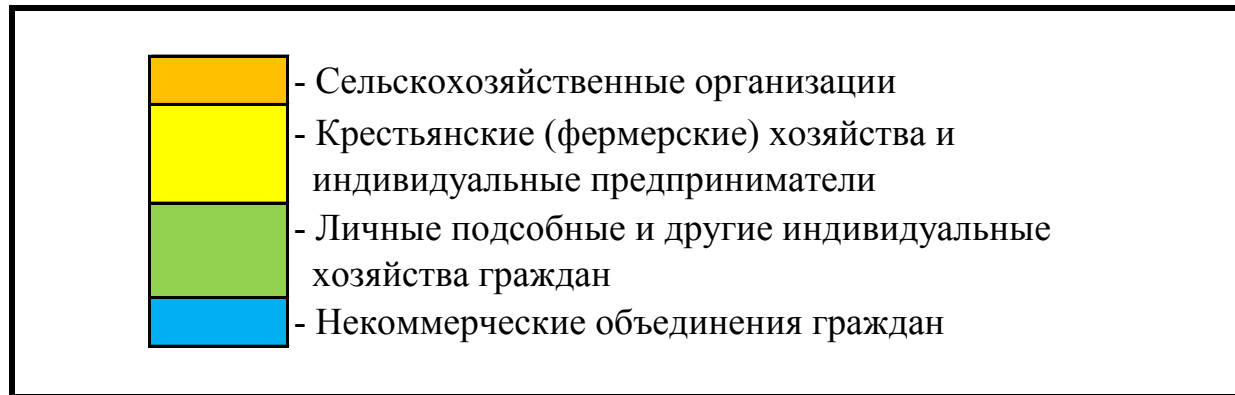 - Сельскохозяйственные организации
- Крестьянские (фермерские) хозяйства и
индивидуальные предприниматели
- Личные подсобные и другие индивидуальные
хозяйства граждан
- Некоммерческие объединения граждан